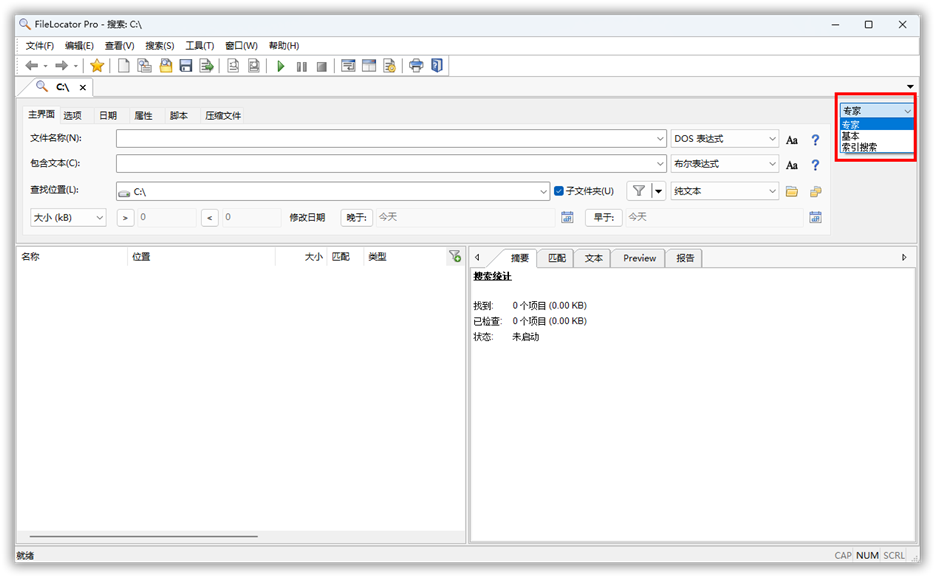 FileLocator Pro - 搜索: C:\
文件(F) 编辑(E) 查看(V) 搜索(S) 工具(T) 窗口(W) 帮助(H)
C:\
主界面 选项 日期 属性 脚本 压缩文件
专家
专家
基本
索引搜索
文件名称(N): DOS 表达式 Aa ?
包含文本(C): 布尔表达式 Aa ?
查找位置(L): C:\ 子文件夹(U) 纯文本
大小 (kB) > 0 < 0 修改日期 晚于: 今天 早于: 今天
名称 位置 大小 匹配 类型
摘要 匹配 文本 Preview 报告
搜索统计
找到: 0 个项目 (0.00 KB)
已检查: 0 个项目 (0.00 KB)
状态: 未启动
就绪 CAP NUM SCRL